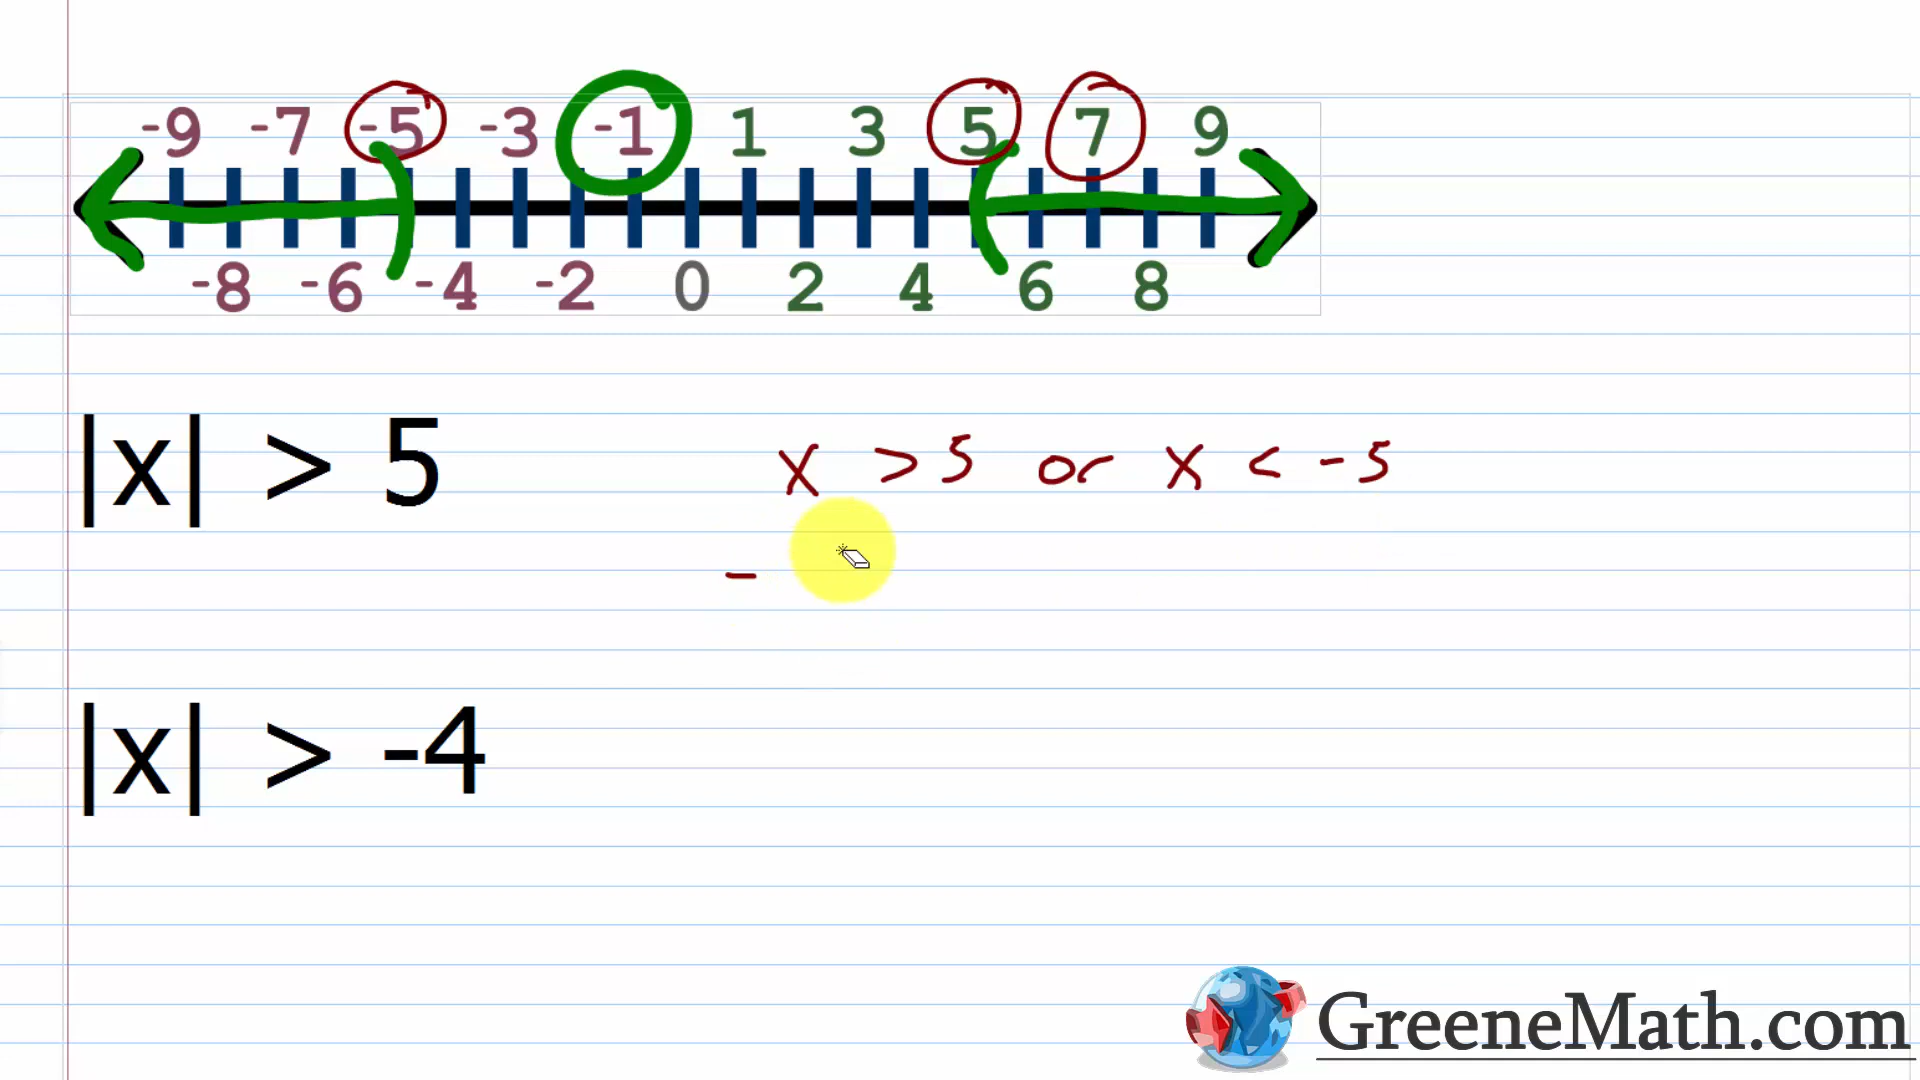 -9 -7 -5 -3 -1 1 3 5 7 9
-8 -6 -4 -2 0 2 4 6 8
|x| > 5
x > 5 or x < -5
-
|x| > -4
GreeneMath.com